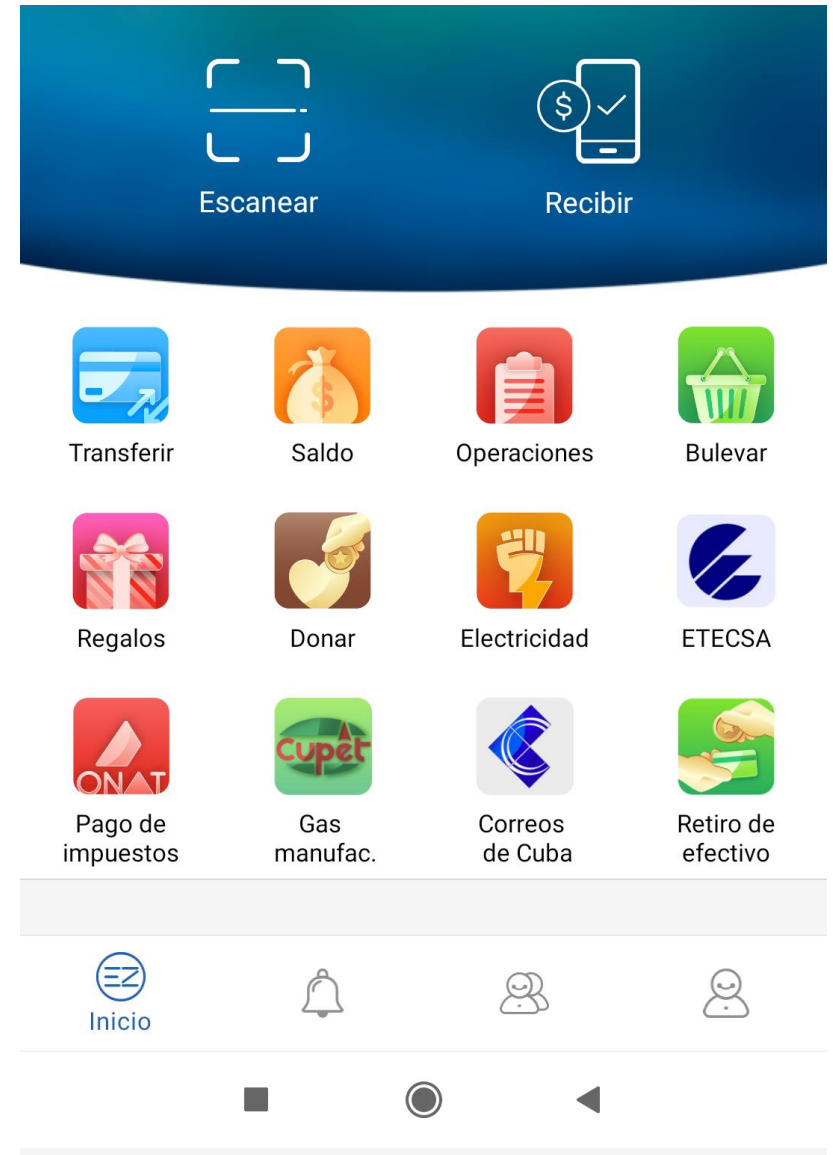 $
Escanear
Recibir
$
Transferir
Saldo
Operaciones
Bulevar
Regalos
Donar
Electricidad
ETECSA
ONAT
Cupet
Pago de
impuestos
Gas
manufac.
Correos
de Cuba
Retiro de
efectivo
EZ
Inicio